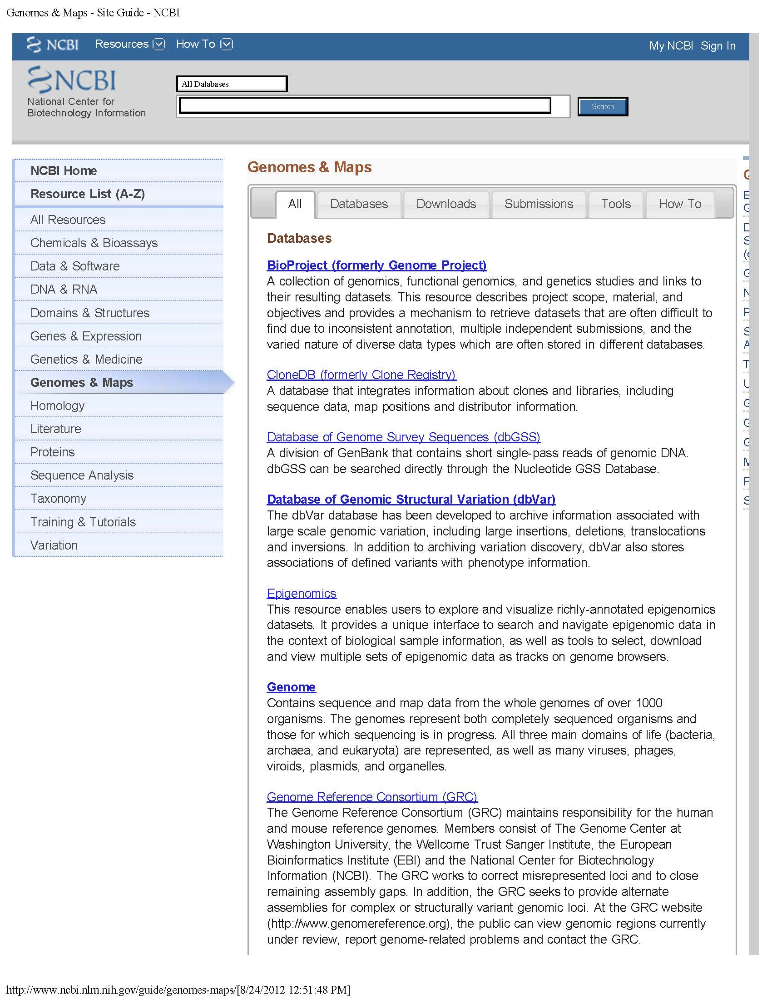 Genomes & Maps - Site Guide - NCBI
NCBI Resources How To My NCBI Sign In
NCBI
National Center for
Biotechnology Information
All Databases
Search
NCBI Home
Resource List (A-Z)
All Resources
Chemicals & Bioassays
Data & Software
DNA & RNA
Domains & Structures
Genes & Expression
Genetics & Medicine
Genomes & Maps
Homology
Literature
Proteins
Sequence Analysis
Taxonomy
Training & Tutorials
Variation
Genomes & Maps
All Databases Downloads Submissions Tools How To
Databases
BioProject (formerly Genome Project)
A collection of genomics, functional genomics, and genetics studies and links to
their resulting datasets. This resource describes project scope, material, and
objectives and provides a mechanism to retrieve datasets that are often difficult to
find due to inconsistent annotation, multiple independent submissions, and the
varied nature of diverse data types which are often stored in different databases.
CloneDB (formerly Clone Registry)
A database that integrates information about clones and libraries, including
sequence data, map positions and distributor information.
Database of Genome Survey Sequences (dbGSS)
A division of GenBank that contains short single-pass reads of genomic DNA.
dbGSS can be searched directly through the Nucleotide GSS Database.
Database of Genomic Structural Variation (dbVar)
The dbVar database has been developed to archive information associated with
large scale genomic variation, including large insertions, deletions, translocations
and inversions. In addition to archiving variation discovery, dbVar also stores
associations of defined variants with phenotype information.
Epigenomics
This resource enables users to explore and visualize richly-annotated epigenomics
datasets. It provides a unique interface to search and navigate epigenomic data in
the context of biological sample information, as well as tools to select, download
and view multiple sets of epigenomic data as tracks on genome browsers.
Genome
Contains sequence and map data from the whole genomes of over 1000
organisms. The genomes represent both completely sequenced organisms and
those for which sequencing is in progress. All three main domains of life (bacteria,
archaea, and eukaryota) are represented, as well as many viruses, phages,
viroids, plasmids, and organelles.
Genome Reference Consortium (GRC)
The Genome Reference Consortium (GRC) maintains responsibility for the human
and mouse reference genomes. Members consist of The Genome Center at
Washington University, the Wellcome Trust Sanger Institute, the European
Bioinformatics Institute (EBI) and the National Center for Biotechnology
Information (NCBI). The GRC works to correct misrepresented loci and to close
remaining assembly gaps. In addition, the GRC seeks to provide alternate
assemblies for complex or structurally variant genomic loci. At the GRC website
(http://www.genomereference.org), the public can view genomic regions currently
under review, report genome-related problems and contact the GRC.
http://www.ncbi.nlm.nih.gov/guide/genomes-maps/[8/24/2012 12:51:48 PM]